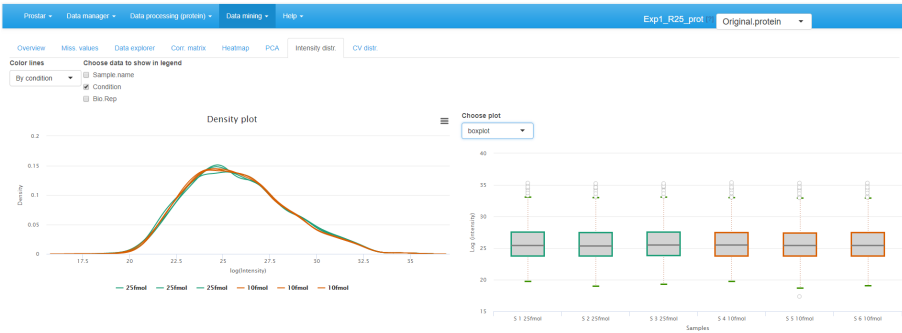 Prostar Data manager Data processing (protein) Data mining Help Exp1_R25_prot [?] Original.protein
Overview Miss. values Data explorer Corr. matrix Heatmap PCA Intensity distr. CV distr.
Color lines Choose data to show in legend
By condition Sample.name
Condition
Bio.Rep
Density plot
0.2
0.15
0.1
0.05
0
Density
17.5 20 22.5 25 27.5 30 32.5 35
log(Intensity)
25fmol 25fmol 25fmol 10fmol 10fmol 10fmol
Choose plot
boxplot
40
35
30
25
20
15
Log (intensity)
S 1 25fmol S 2 25fmol S 3 25fmol S 4 10fmol S 5 10fmol S 6 10fmol
Samples